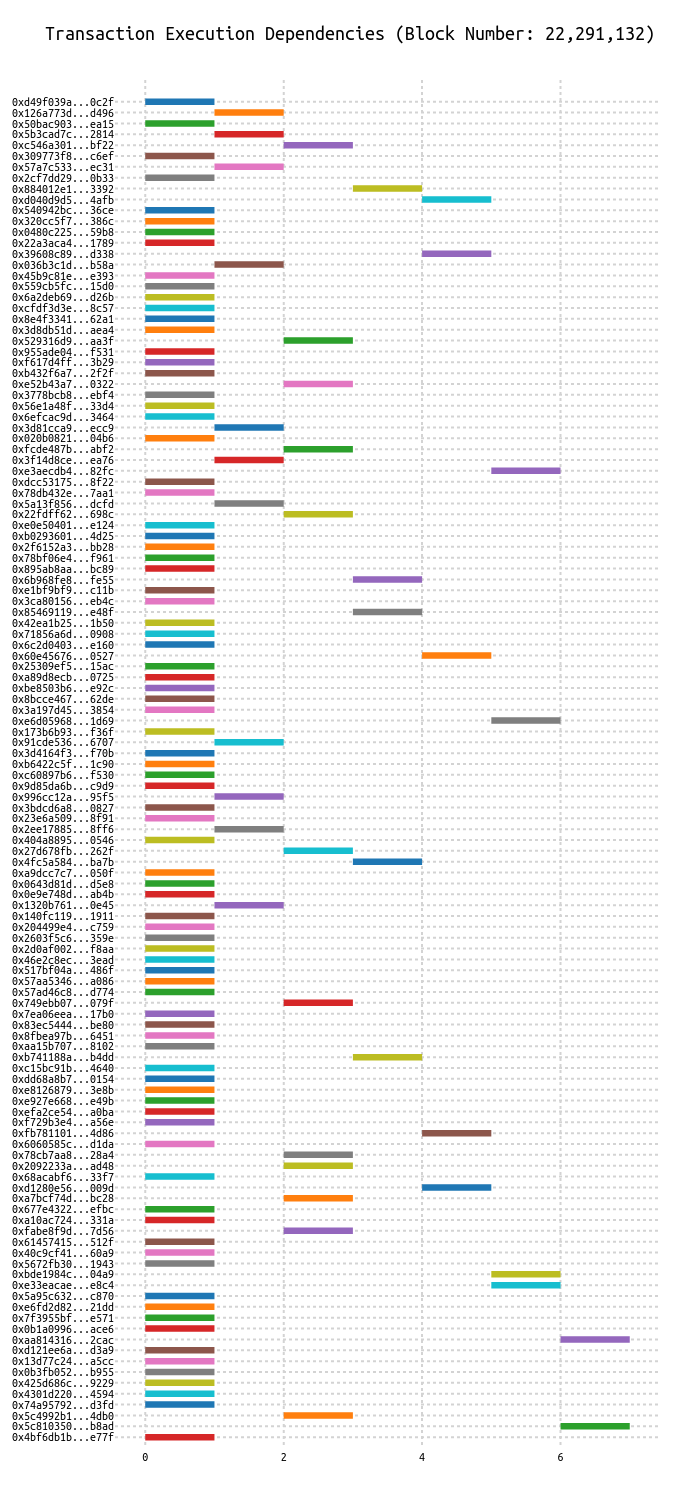 Transaction Execution Dependencies (Block Number: 22,291,132)
0xd49f039a...0c2f
0x126a773d...d496
0x50bac903...ea15
0x5b3cad7c...2814
0xc546a301...bf22
0x309773f8...c6ef
0x57a7c533...ec31
0x2cf7dd29...0b33
0x884012e1...3392
0xd040d9d5...4afb
0x540942bc...36ce
0x320cc5f7...386c
0x0480c225...59b8
0x22a3aca4...1789
0x39608c89...d338
0x036b3c1d...b58a
0x45b9c81e...e393
0x559cb5fc...15d0
0x6a2deb69...d26b
0xcfdf3d3e...8c57
0x8e4f3341...62a1
0x3d8db51d...aea4
0x529316d9...aa3f
0x955ade04...f531
0xf617d4ff...3b29
0xb432f6a7...2f2f
0xe52b43a7...0322
0x3778bcb8...ebf4
0x56e1a48f...33d4
0x6efcac9d...3464
0x3d81cca9...ecc9
0x020b0821...04b6
0xfcde487b...abf2
0x3f14d8ce...ea76
0xe3aecdb4...82fc
0xdcc53175...8f22
0x78db432e...7aa1
0x5a13f856...dcfd
0x22fdff62...698c
0xe0e50401...e124
0xb0293601...4d25
0x2f6152a3...bb28
0x78bf06e4...f961
0x895ab8aa...bc89
0x6b968fe8...fe55
0xe1bf9bf9...c11b
0x3ca80156...eb4c
0x85469119...e48f
0x42ea1b25...1b50
0x71856a6d...0908
0x6c2d0403...e160
0x60e45676...0527
0x25309ef5...15ac
0xa89d8ecb...0725
0xbe8503b6...e92c
0x8bcce467...62de
0x3a197d45...3854
0xe6d05968...1d69
0x173b6b93...f36f
0x91cde536...6707
0x3d4164f3...f70b
0xb6422c5f...1c90
0xc60897b6...f530
0x9d85da6b...c9d9
0x996cc12a...95f5
0x3bdcd6a8...0827
0x23e6a509...8f91
0x2ee17885...8ff6
0x404a8895...0546
0x27d678fb...262f
0x4fc5a584...ba7b
0xa9dcc7c7...050f
0x0643d81d...d5e8
0x0e9e748d...ab4b
0x1320b761...0e45
0x140fc119...1911
0x204499e4...c759
0x2603f5c6...359e
0x2d0af002...f8aa
0x46e2c8ec...3ead
0x517bf04a...486f
0x57aa5346...a086
0x57ad46c8...d774
0x749ebb07...079f
0x7ea06eea...17b0
0x83ec5444...be80
0x8fbea97b...6451
0xaa15b707...8102
0xb741188a...b4dd
0xc15bc91b...4640
0xdd68a8b7...0154
0xe8126879...3e8b
0xe927e668...e49b
0xefa2ce54...a0ba
0xf729b3e4...a56e
0xfb781101...4d86
0x6060585c...d1da
0x78cb7aa8...28a4
0x2092233a...ad48
0x68acabf6...33f7
0xd1280e56...009d
0xa7bcf74d...bc28
0x677e4322...efbc
0xa10ac724...331a
0xfabe8f9d...7d56
0x61457415...512f
0x40c9cf41...60a9
0x5672fb30...1943
0xbde1984c...04a9
0xe33eacae...e8c4
0x5a95c632...c870
0xe6fd2d82...21dd
0x7f3955bf...e571
0x0b1a0996...ace6
0xaa814316...2cac
0xd121ee6a...d3a9
0x13d77c24...a5cc
0x0b3fb052...b955
0x425d686c...9229
0x4301d220...4594
0x74a95792...d3fd
0x5c4992b1...4db0
0x5c810350...b8ad
0x4bf6db1b...e77f
0 2 4 6